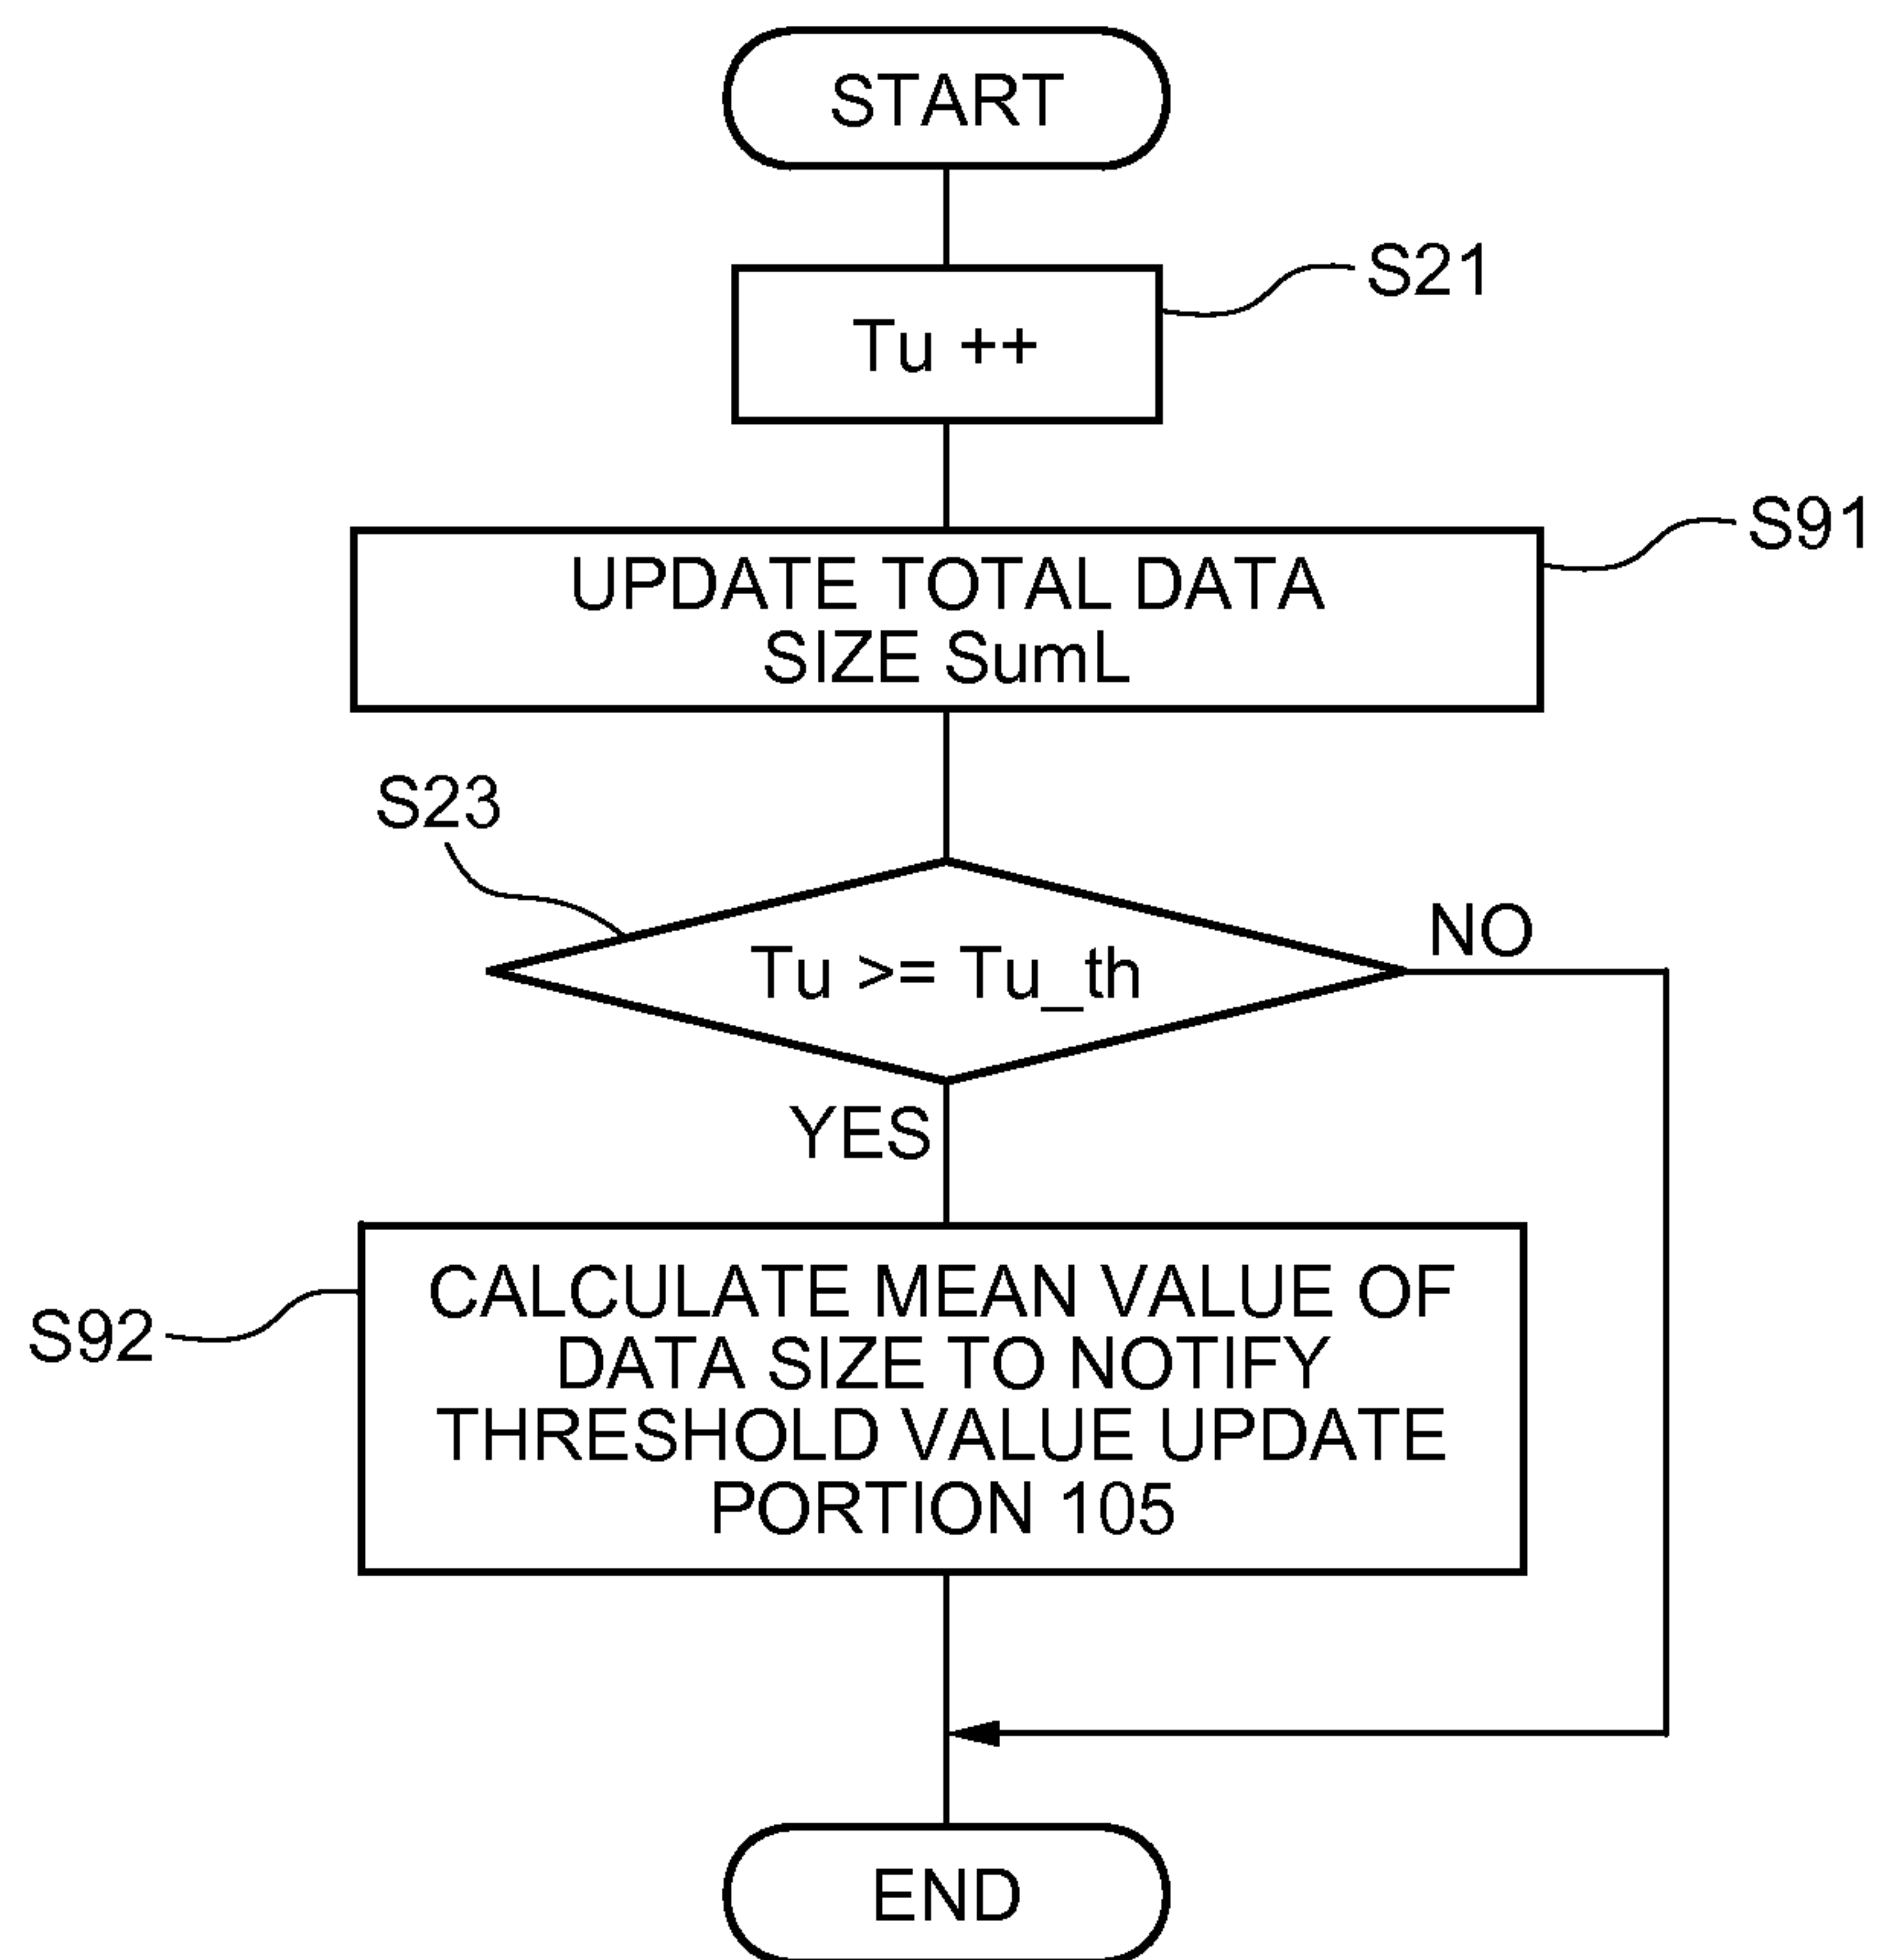 START
Tu ++
S21
UPDATE TOTAL DATA
SIZE SumL
S91
S23
Tu >= Tu_th
NO
YES
CALCULATE MEAN VALUE OF
DATA SIZE TO NOTIFY
THRESHOLD VALUE UPDATE
PORTION 105
S92
END